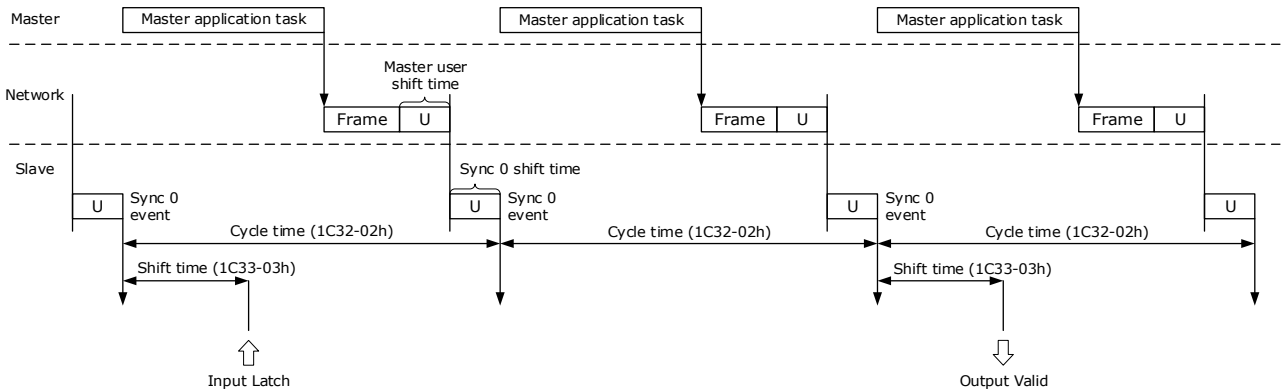 Master
Master application task
Master application task
Master application task
Master user
shift time
Network
Frame
U
Frame
U
Frame
U
Slave
Sync 0 shift time
U
Sync 0
event
U
Sync 0
event
U
Sync 0
event
U
Cycle time (1C32-02h)
Cycle time (1C32-02h)
Cycle time (1C32-02h)
Shift time (1C33-03h)
Shift time (1C33-03h)
Input Latch
Output Valid